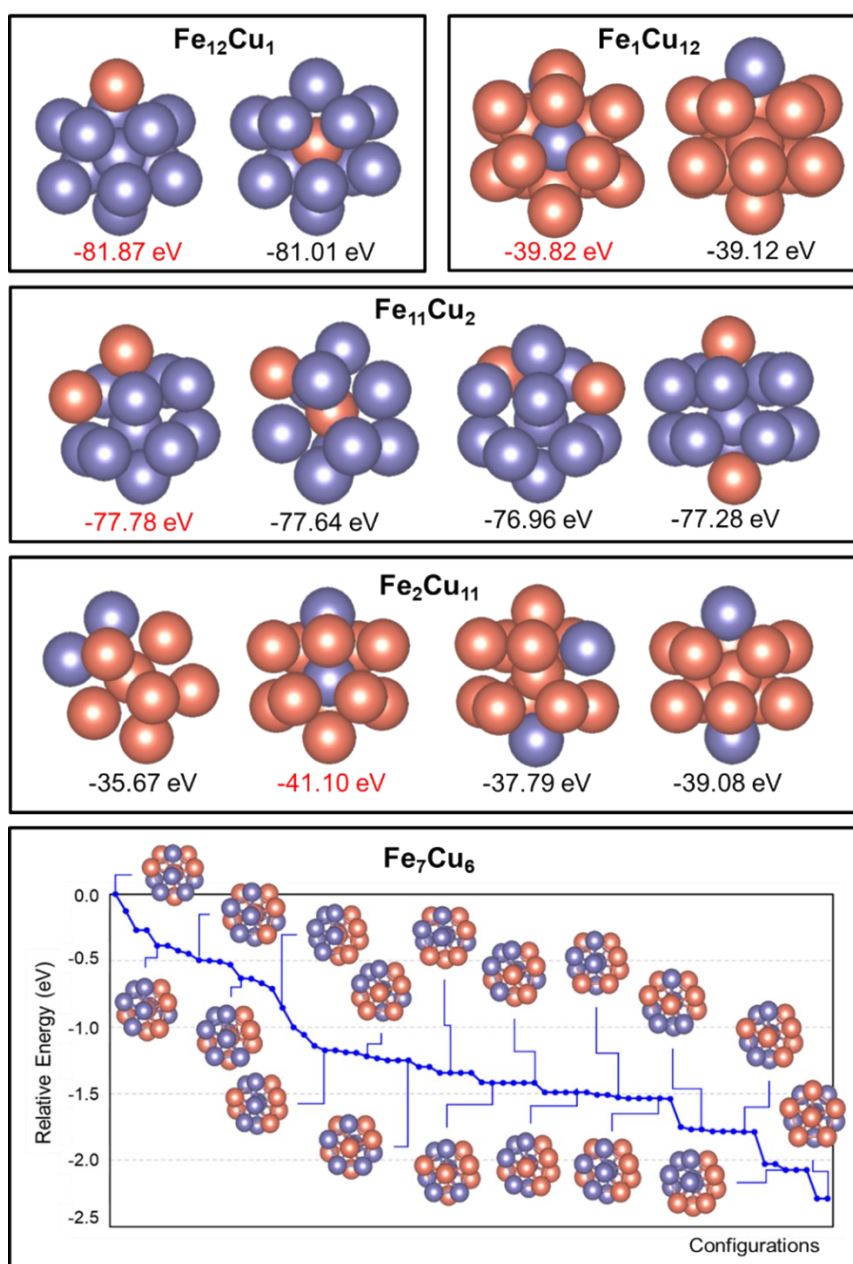 Fe₁₂Cu₁
-81.87 eV -81.01 eV
Fe₁Cu₁₂
-39.82 eV -39.12 eV
Fe₁₁Cu₂
-77.78 eV -77.64 eV -76.96 eV -77.28 eV
Fe₂Cu₁₁
-35.67 eV -41.10 eV -37.79 eV -39.08 eV
Fe₇Cu₆
Relative Energy (eV)
0.0
-0.5
-1.0
-1.5
-2.0
-2.5
Configurations